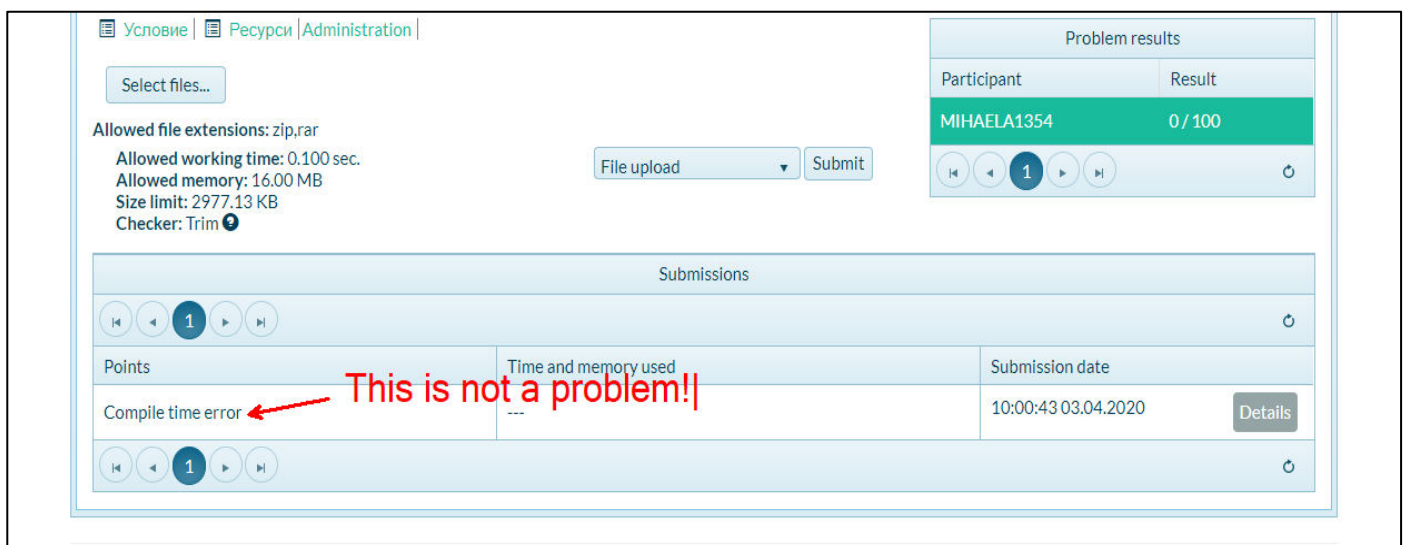 Условие | Ресурси |Administration|
Select files...
Allowed file extensions: zip,rar
Allowed working time: 0.100 sec.
Allowed memory: 16.00 MB
Size limit: 2977.13 KB
Checker: Trim ?
File upload Submit
Problem results
Participant Result
MIHAELA1354 0 / 100
1
Submissions
1
Points Time and memory used Submission date
This is not a problem!|
Compile time error --- 10:00:43 03.04.2020 Details
1